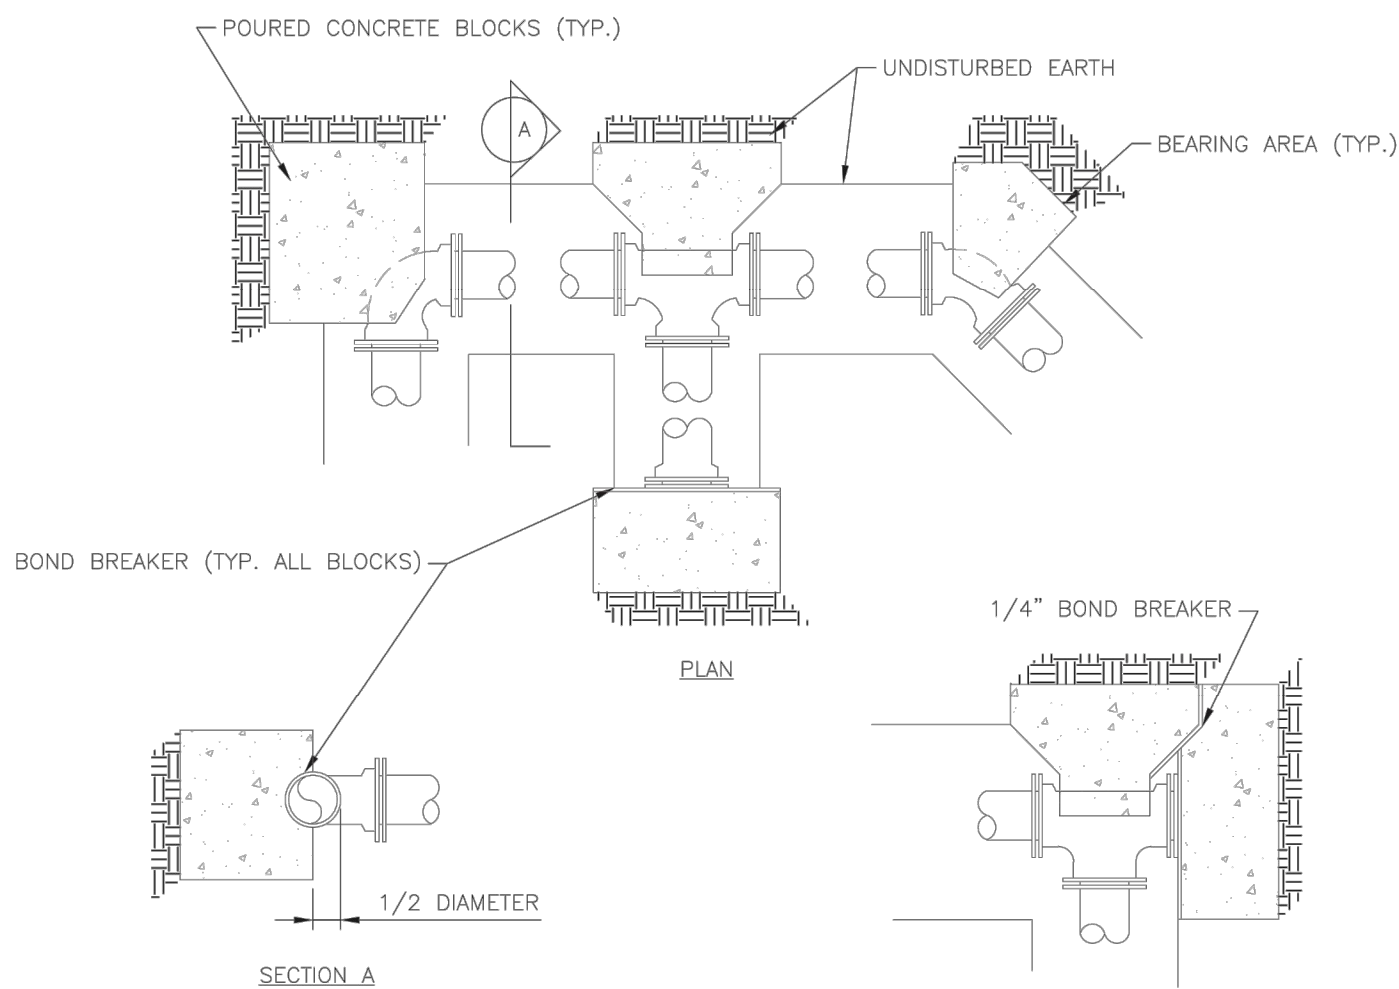 POURED CONCRETE BLOCKS (TYP.)
UNDISTURBED EARTH
A
BEARING AREA (TYP.)
BOND BREAKER (TYP. ALL BLOCKS)
1/4" BOND BREAKER
PLAN
1/2 DIAMETER
SECTION A